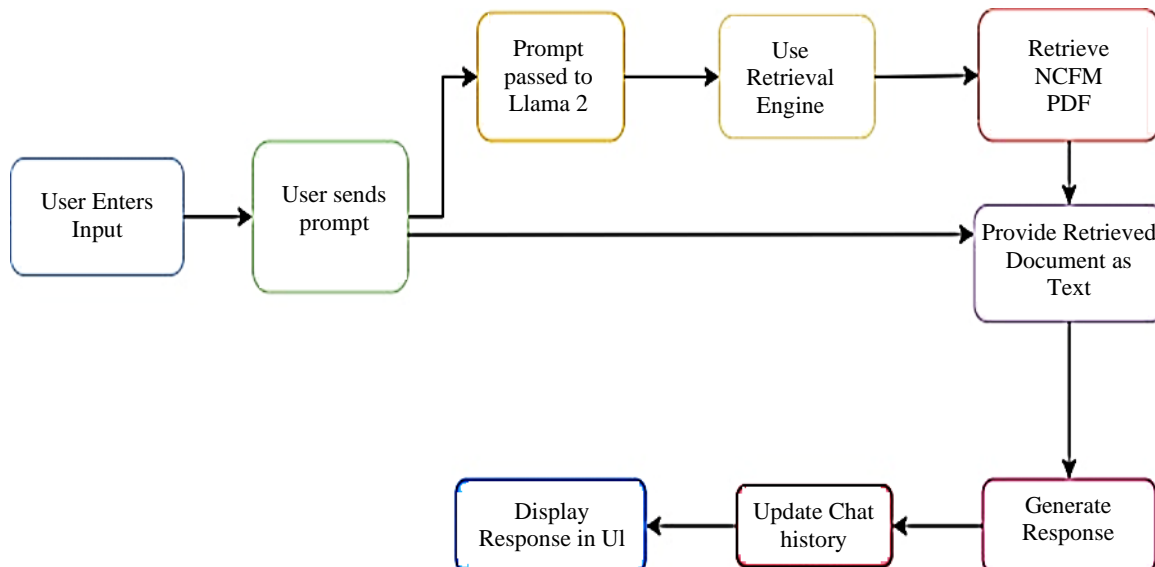 Prompt
passed to
Llama 2
Use
Retrieval
Engine
Retrieve
NCFM
PDF
User Enters
Input
User sends
prompt
Provide Retrieved
Document as
Text
Display
Response in Ul
Update Chat
history
Generate
Response